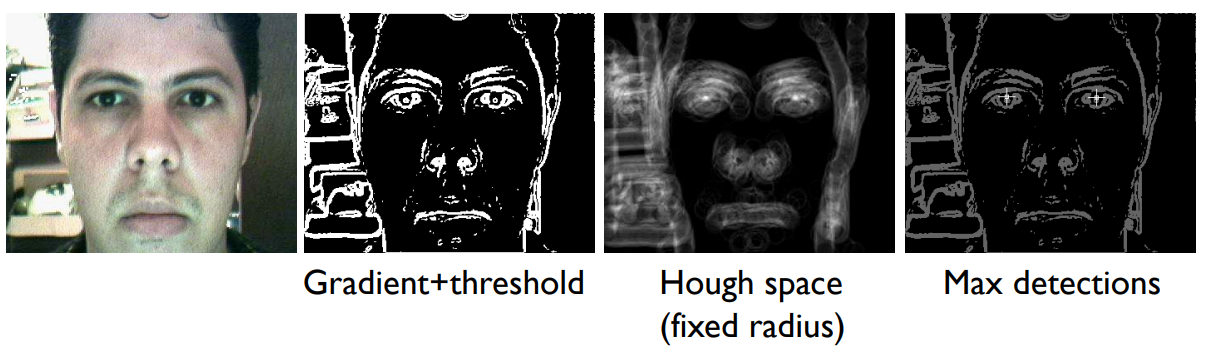 Gradient+threshold
Hough space
(fixed radius)
Max detections